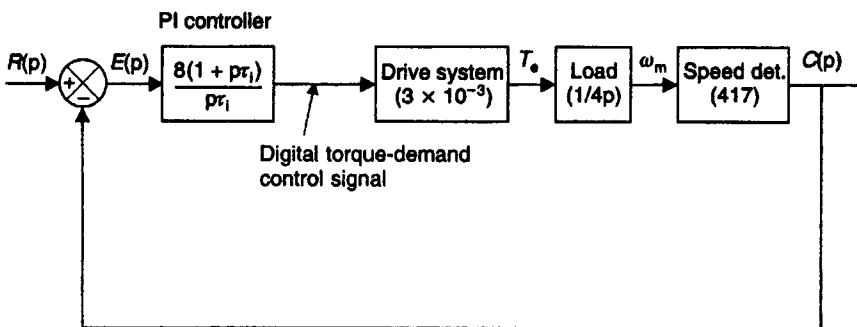 PI controller
R(p)
+
−
E(p)
8(1 + pτi)
pτi
Drive system
(3 × 10⁻³)
Te
Load
(1/4p)
ωm
Speed det.
(417)
C(p)
Digital torque-demand
control signal